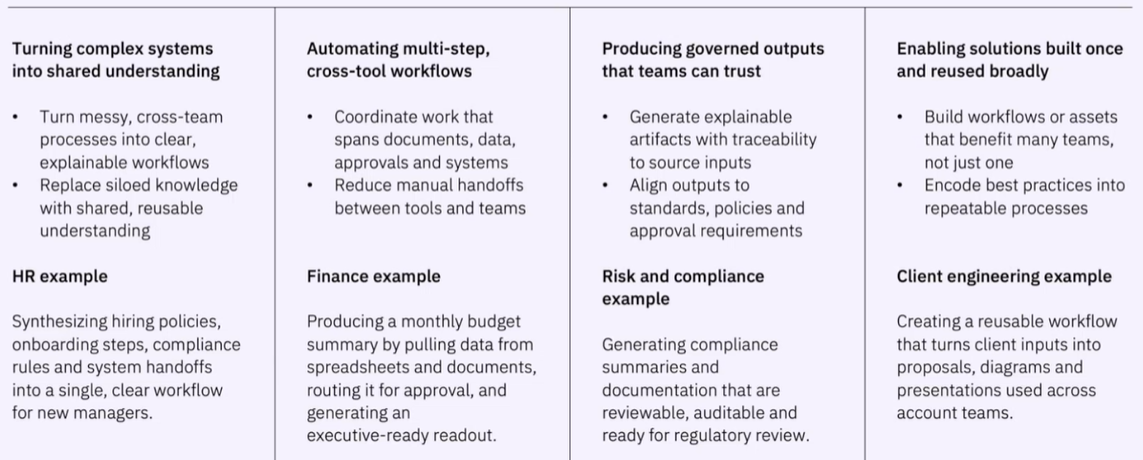 Turning complex systems
into shared understanding
• Turn messy, cross-team
processes into clear,
explainable workflows
• Replace siloed knowledge
with shared, reusable
understanding
HR example
Synthesizing hiring policies,
onboarding steps, compliance
rules and system handoffs
into a single, clear workflow
for new managers.
Automating multi-step,
cross-tool workflows
• Coordinate work that
spans documents, data,
approvals and systems
• Reduce manual handoffs
between tools and teams
Finance example
Producing a monthly budget
summary by pulling data from
spreadsheets and documents,
routing it for approval, and
generating an
executive-ready readout.
Producing governed outputs
that teams can trust
• Generate explainable
artifacts with traceability
to source inputs
• Align outputs to
standards, policies and
approval requirements
Risk and compliance
example
Generating compliance
summaries and
documentation that are
reviewable, auditable and
ready for regulatory review.
Enabling solutions built once
and reused broadly
• Build workflows or assets
that benefit many teams,
not just one
• Encode best practices into
repeatable processes
Client engineering example
Creating a reusable workflow
that turns client inputs into
proposals, diagrams and
presentations used across
account teams.